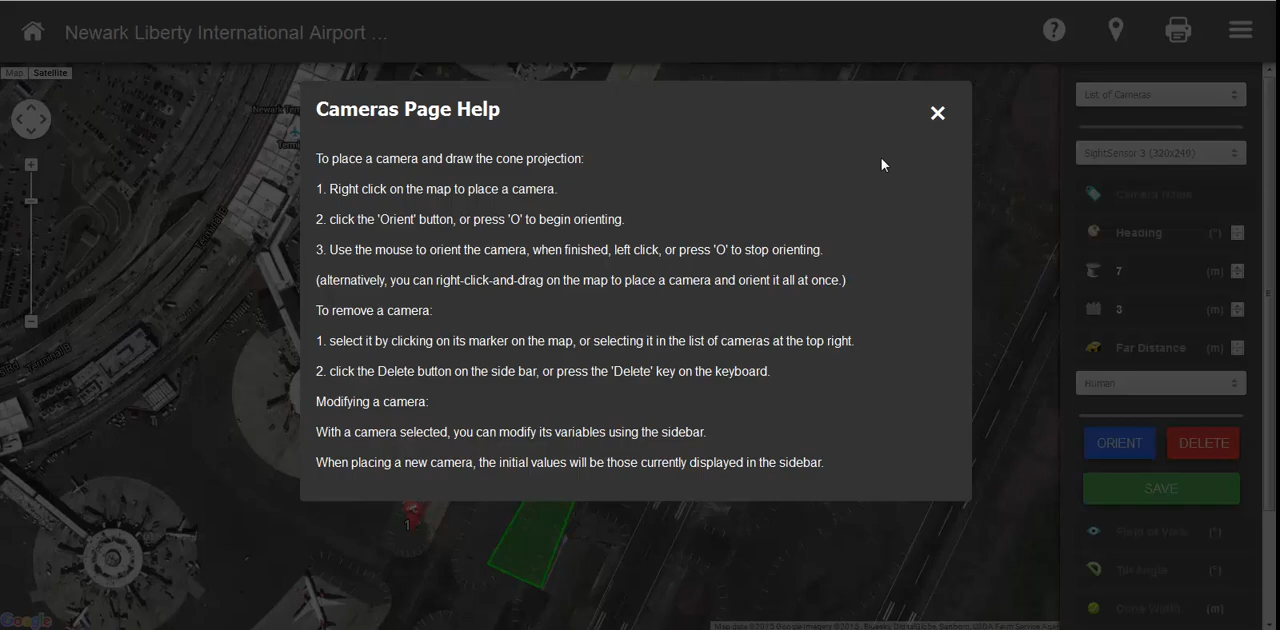 Newark Liberty International Airport ...
Map Satellite
Cameras Page Help
To place a camera and draw the cone projection:
1. Right click on the map to place a camera.
2. click the 'Orient' button, or press 'O' to begin orienting.
3. Use the mouse to orient the camera, when finished, left click, or press 'O' to stop orienting.
(alternatively, you can right-click-and-drag on the map to place a camera and orient it all at once.)
To remove a camera:
1. select it by clicking on its marker on the map, or selecting it in the list of cameras at the top right.
2. click the Delete button on the side bar, or press the 'Delete' key on the keyboard.
Modifying a camera:
With a camera selected, you can modify its variables using the sidebar.
When placing a new camera, the initial values will be those currently displayed in the sidebar.
List of Cameras
SightSensor 3 (320x240)
Camera Name
Heading (°)
7 (m)
3 (m)
Far Distance (m)
Human
ORIENT DELETE
SAVE
Field of View (°)
Tilt Angle (°)
(m)
Terminal B
Terminal B
1
Google